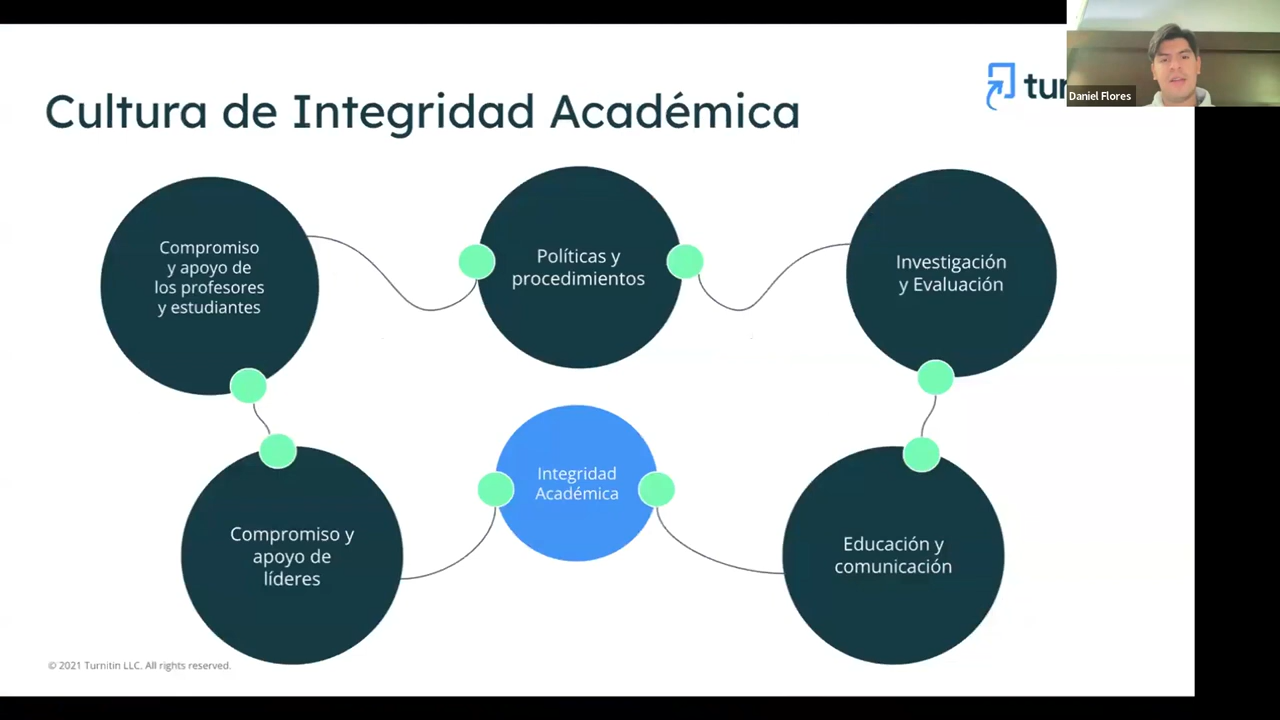 Cultura de Integridad Académica
Daniel Flores
Compromiso
y apoyo de
los profesores
y estudiantes
Políticas y
procedimientos
Investigación
y Evaluación
Compromiso y
apoyo de
líderes
Integridad
Académica
Educación y
comunicación
© 2021 Turnitin LLC. All rights reserved.